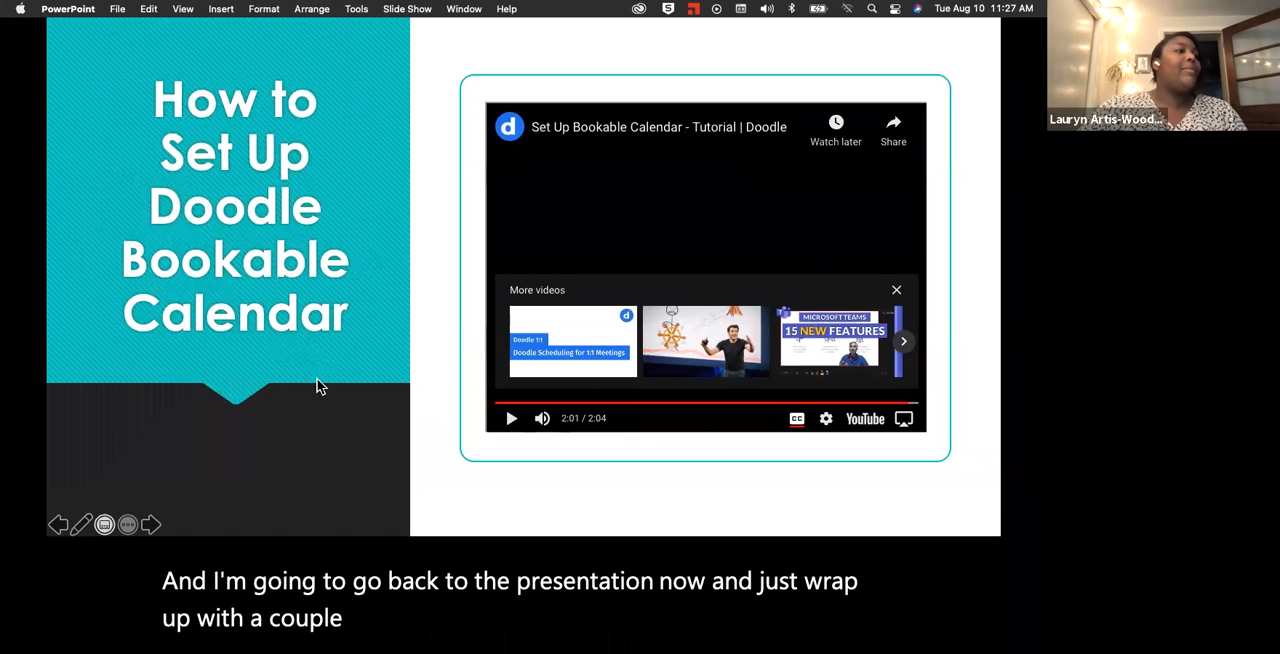 PowerPoint File Edit View Insert Format Arrange Tools Slide Show Window Help Tue Aug 10 11:27 AM
Lauryn Artis-Wood...
How to
Set Up
Doodle
Bookable
Calendar
d Set Up Bookable Calendar - Tutorial | Doodle
Watch later Share
More videos
d
Doodle 1:1
Doodle Scheduling for 1:1 Meetings
MICROSOFT TEAMS
15 NEW FEATURES
2:01 / 2:04 CC YouTube
And I'm going to go back to the presentation now and just wrap
up with a couple